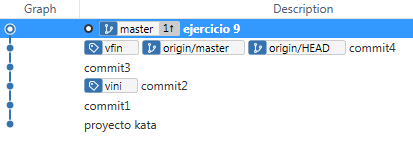 Graph Description
master 1↑ ejercicio 9
vfin origin/master origin/HEAD commit4
commit3
vini commit2
commit1
proyecto kata